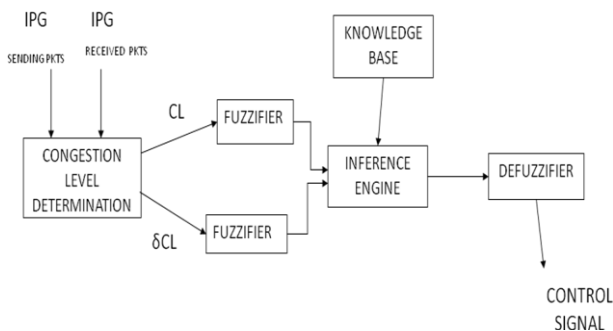 IPG
SENDING PKTS
IPG
RECEIVED PKTS
CONGESTION
LEVEL
DETERMINATION
CL
δCL
FUZZIFIER
FUZZIFIER
KNOWLEDGE
BASE
INFERENCE
ENGINE
DEFUZZIFIER
CONTROL
SIGNAL